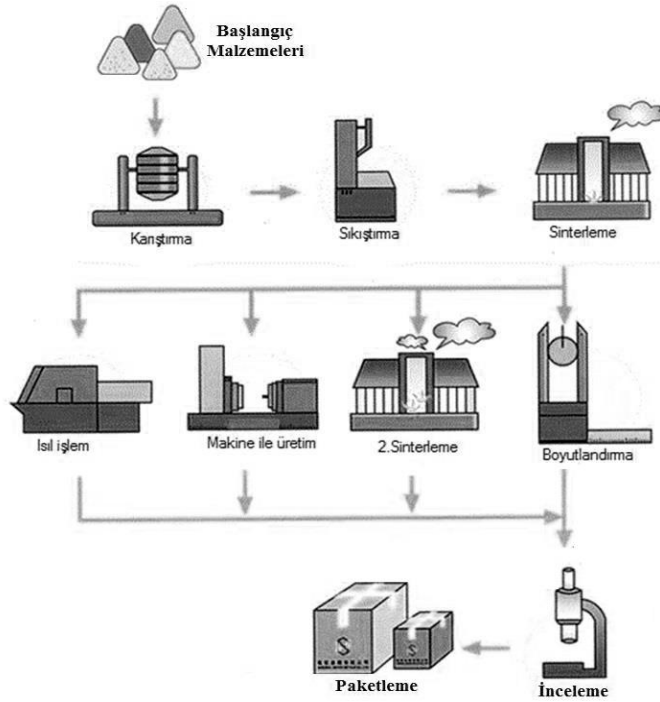 Başlangıç
Malzemeleri
Karıştırma
Sıkıştırma
Sinterleme
Isıl işlem
Makine ile üretim
2.Sinterleme
Boyutlandırma
Paketleme
İnceleme